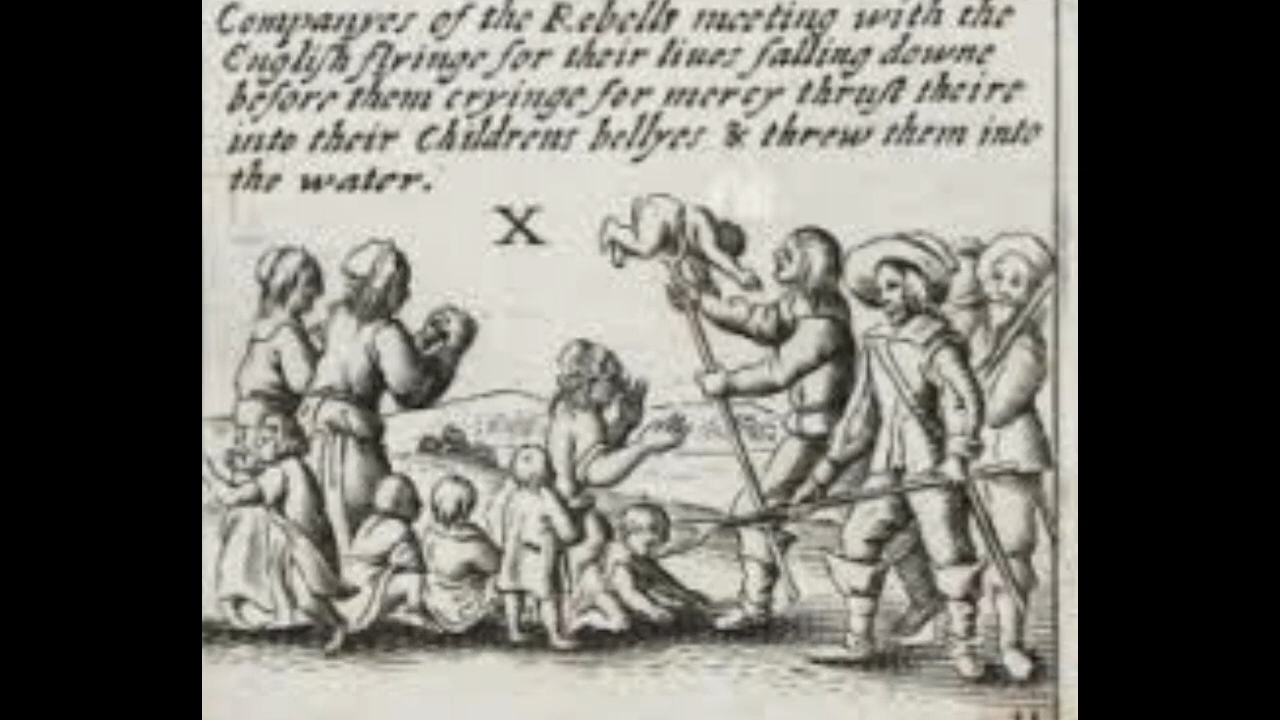 Companyes of the Rebells meeting with the
English flyinge for their liues falling downe
before them cryinge for mercy thrust theire
into their Childrens bellyes & threw them into
the water.
X